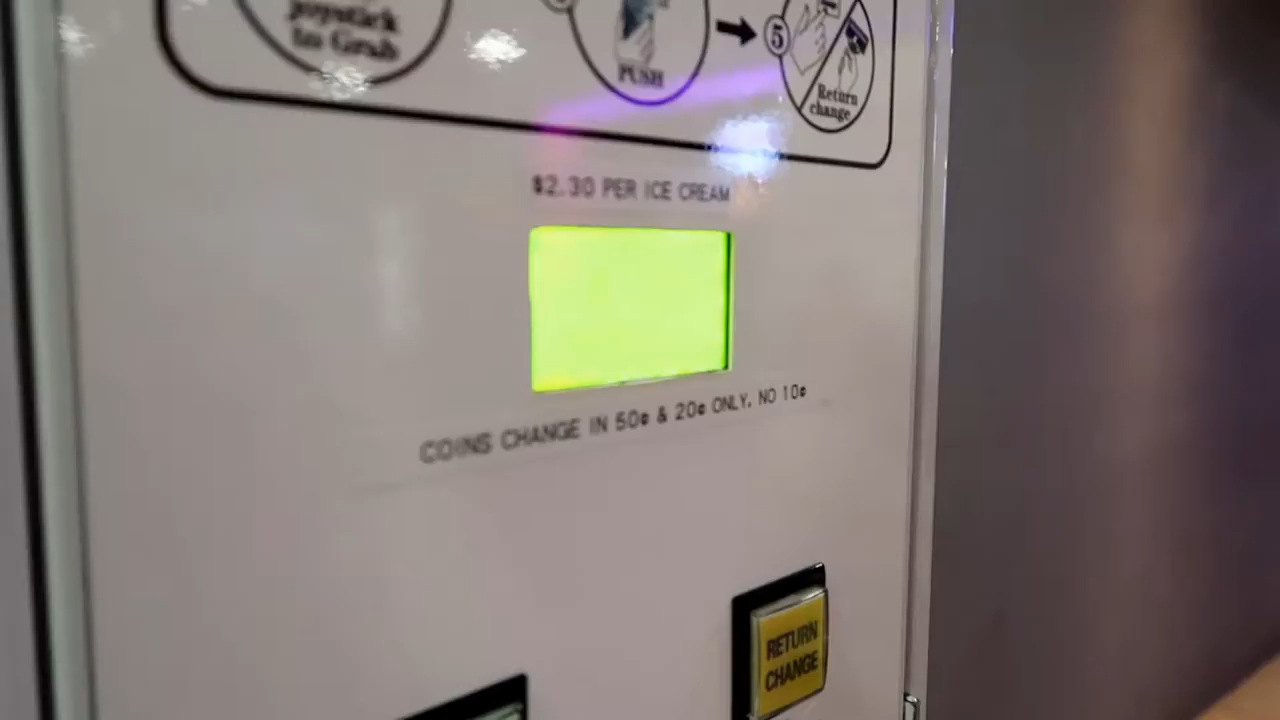 joystick
to Grab
PUSH
5
Return
change
$2.30 PER ICE CREAM
COINS CHANGE IN 50¢ & 20¢ ONLY. NO 10¢
RETURN
CHANGE